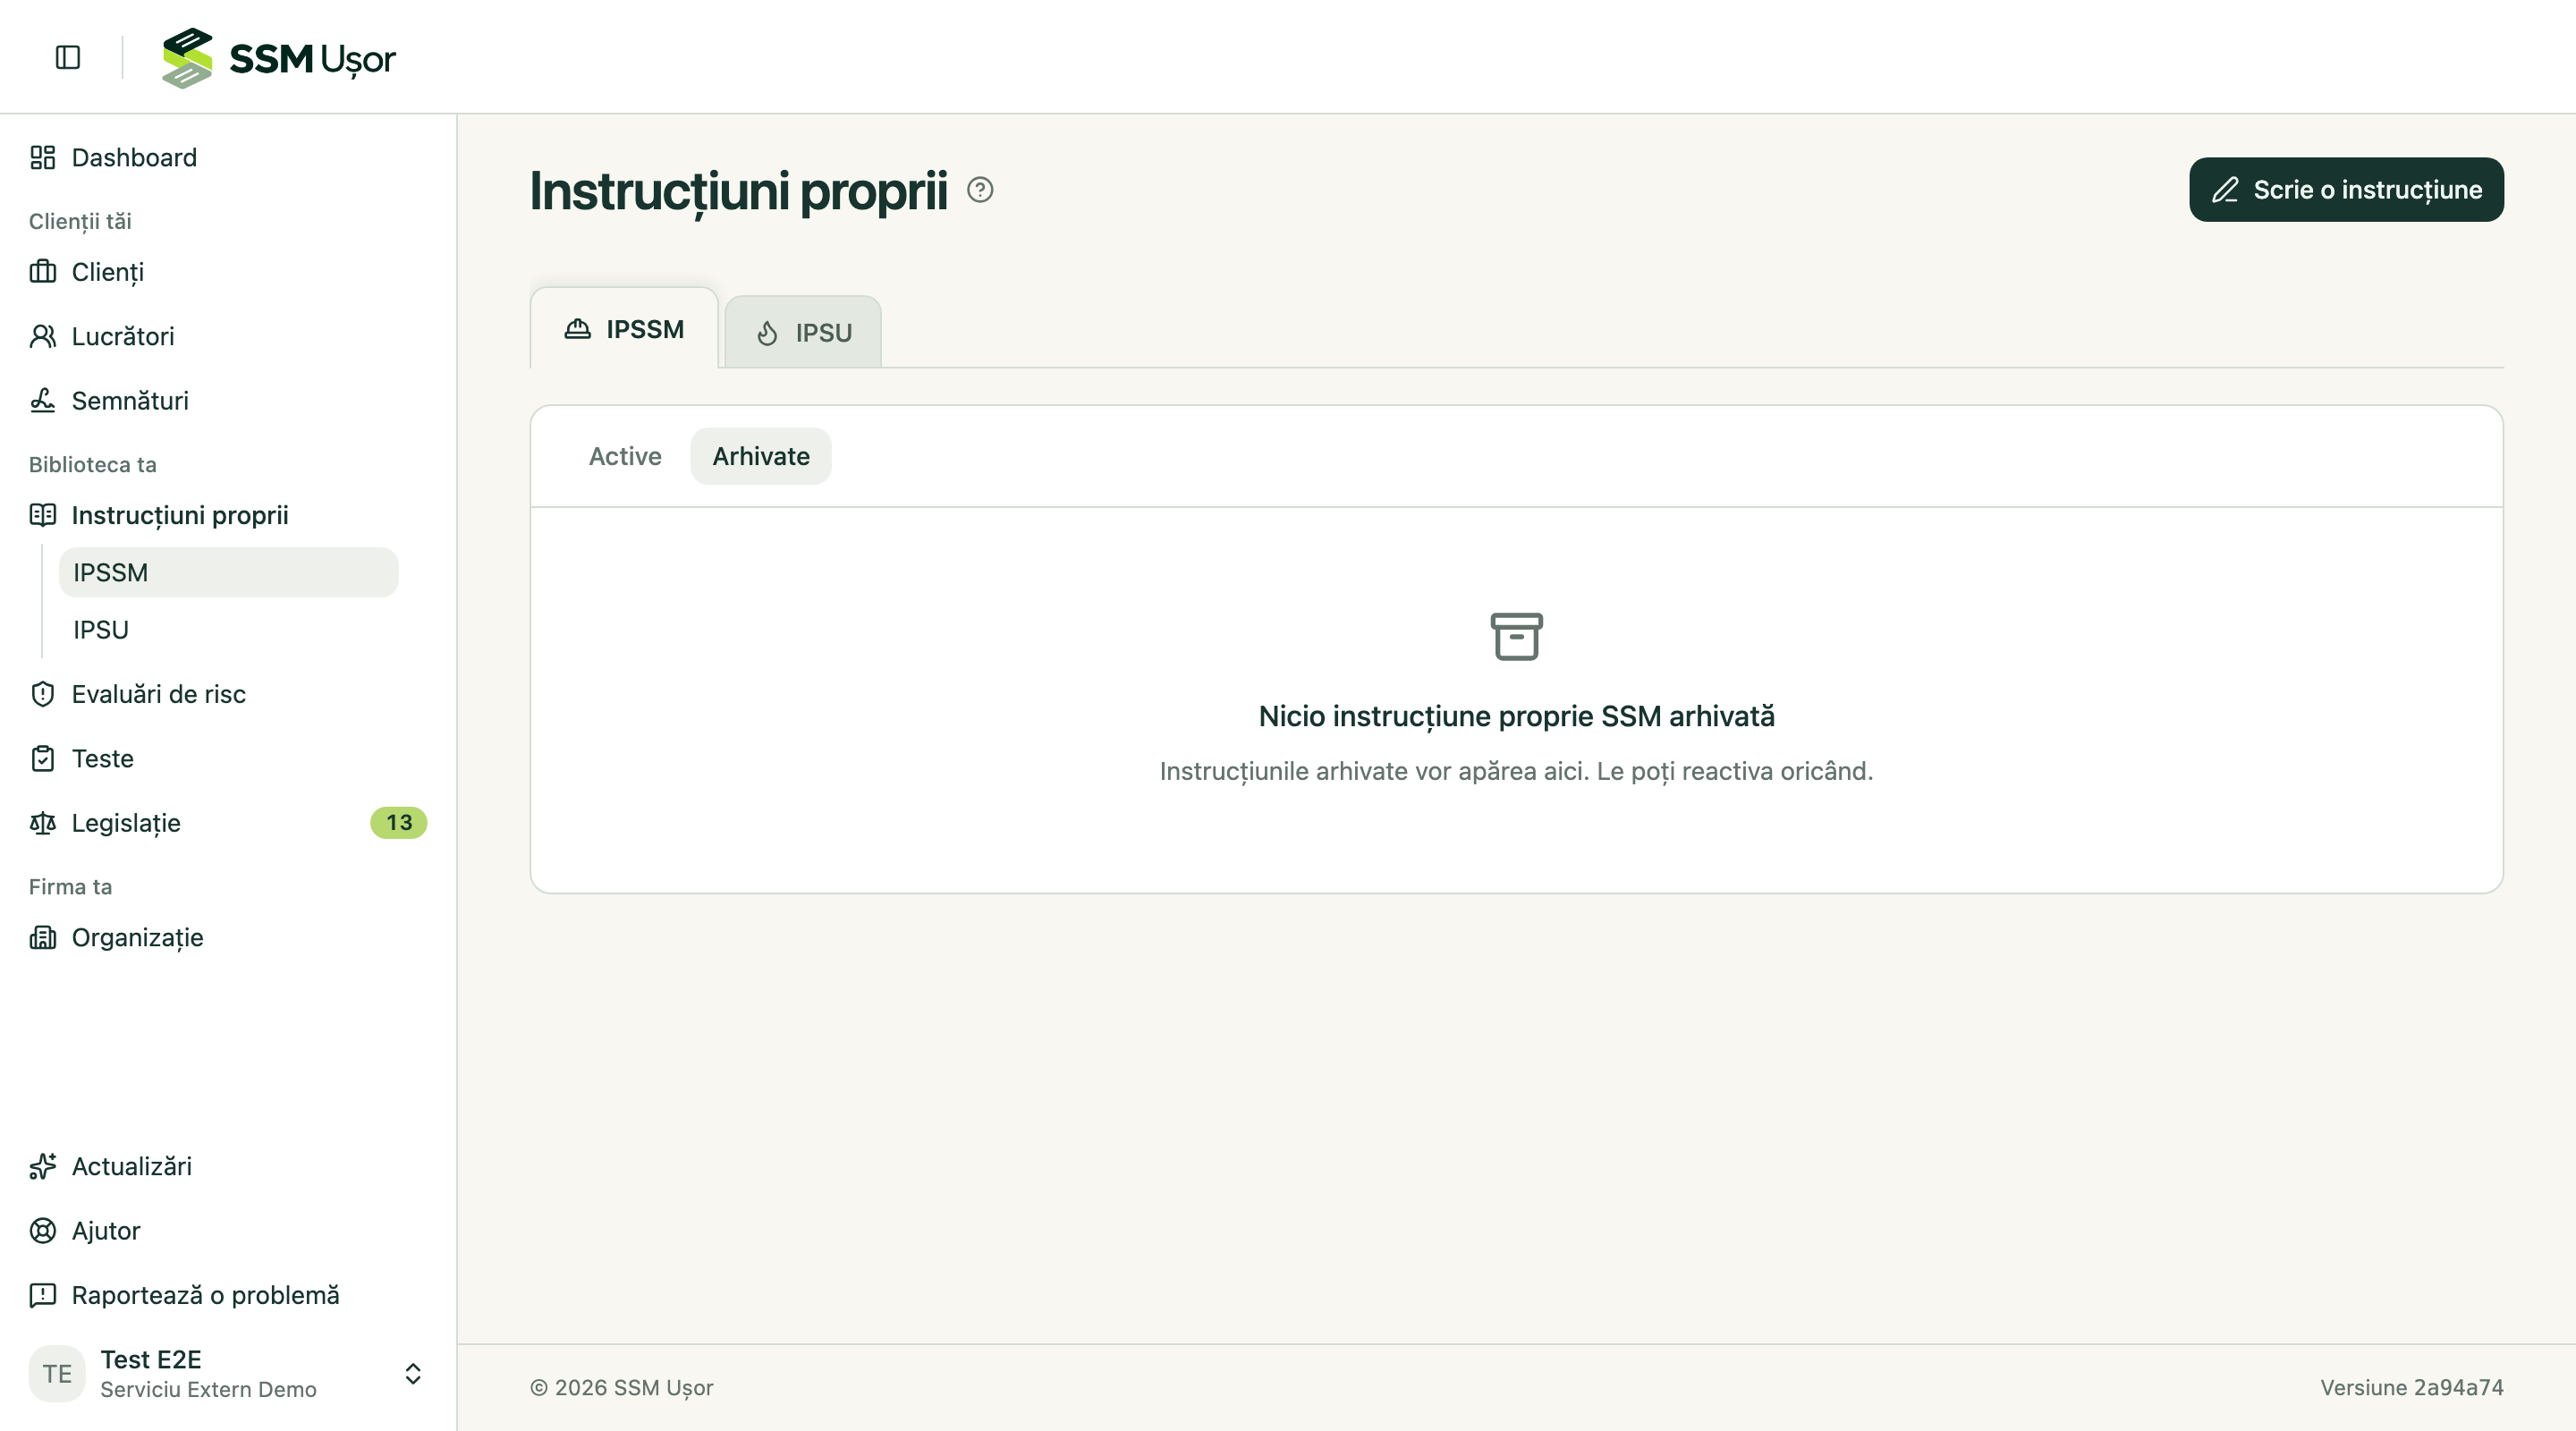 SSM Ușor
Dashboard
Clienții tăi
Clienți
Lucrători
Semnături
Biblioteca ta
Instrucțiuni proprii
IPSSM
IPSU
Evaluări de risc
Teste
Legislație 13
Firma ta
Organizație
Actualizări
Ajutor
Raportează o problemă
TE
Test E2E
Serviciu Extern Demo
Instrucțiuni proprii
Scrie o instrucțiune
IPSSM IPSU
Active Arhivate
Nicio instrucțiune proprie SSM arhivată
Instrucțiunile arhivate vor apărea aici. Le poți reactiva oricând.
© 2026 SSM Ușor Versiune 2a94a74